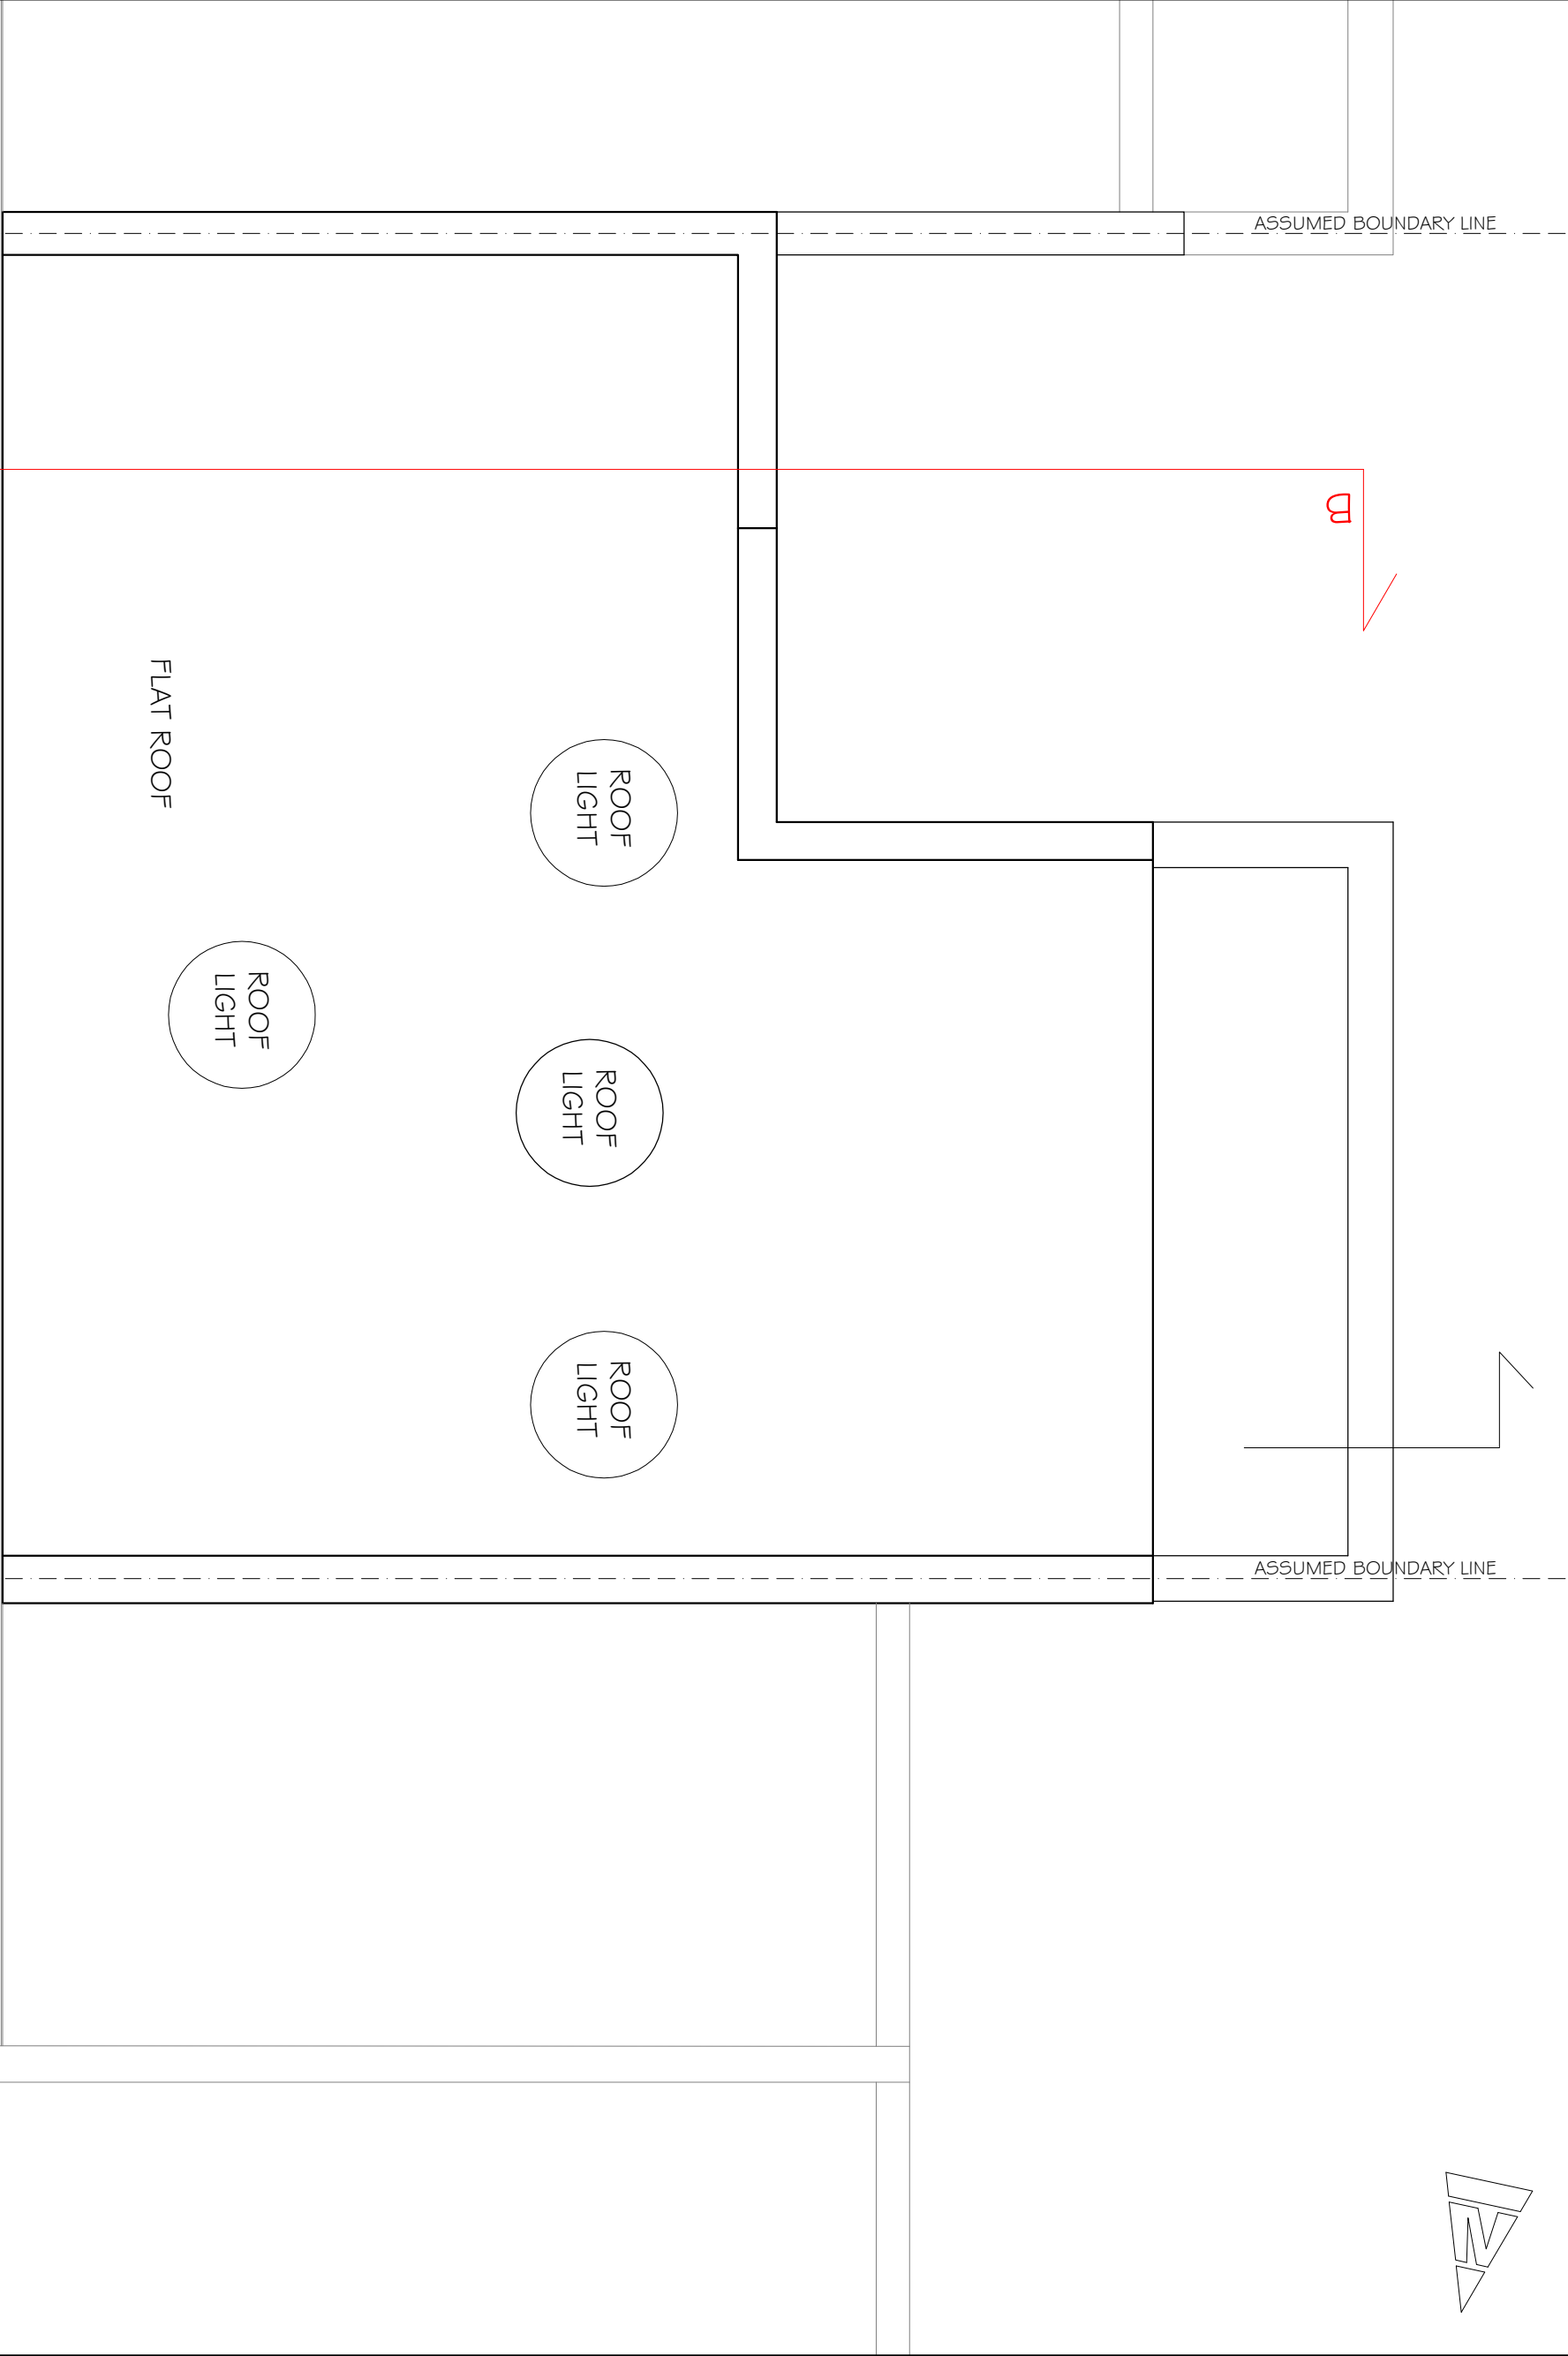 ASSUMED BOUNDARY LINE
B
FLAT ROOF
ROOF
LIGHT
ROOF
LIGHT
ROOF
LIGHT
ROOF
LIGHT
ASSUMED BOUNDARY LINE
N